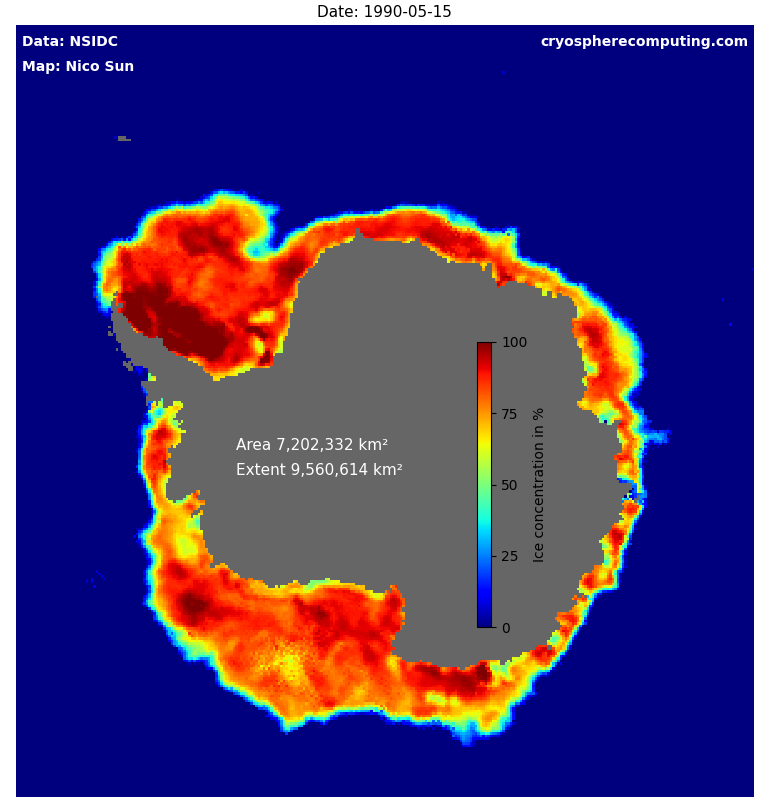 Date: 1990-05-15
Data: NSIDC
cryospherecomputing.com
Map: Nico Sun
100
75
50
25
0
Ice concentration in %
Area 7,202,332 km²
Extent 9,560,614 km²